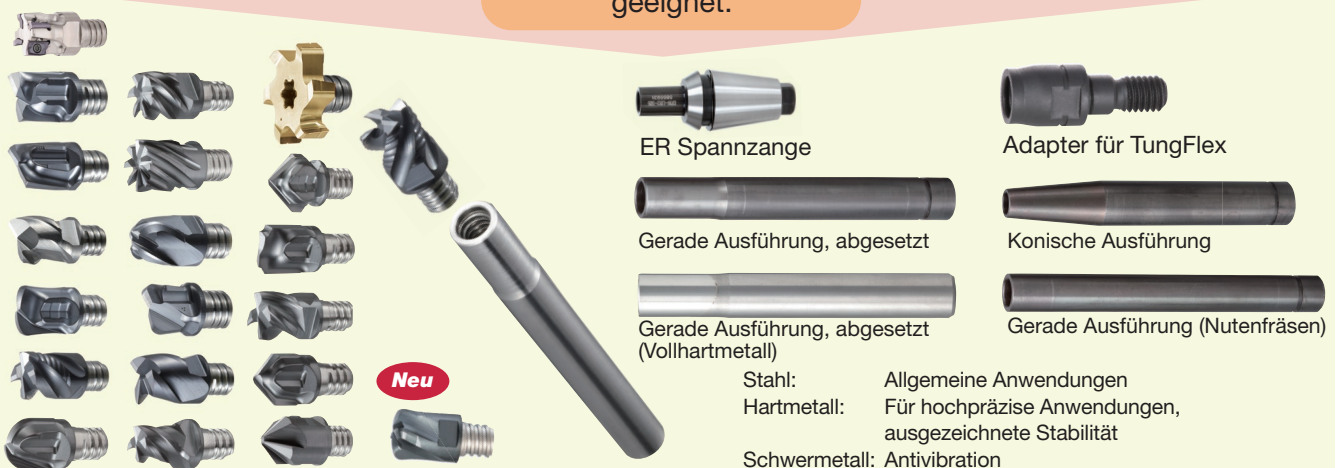 geeignet.
ER Spannzange
Adapter für TungFlex
Gerade Ausführung, abgesetzt
Konische Ausführung
Gerade Ausführung, abgesetzt
(Vollhartmetall)
Gerade Ausführung (Nutenfräsen)
Neu
Stahl: Allgemeine Anwendungen
Hartmetall: Für hochpräzise Anwendungen,
ausgezeichnete Stabilität
Schwermetall: Antivibration